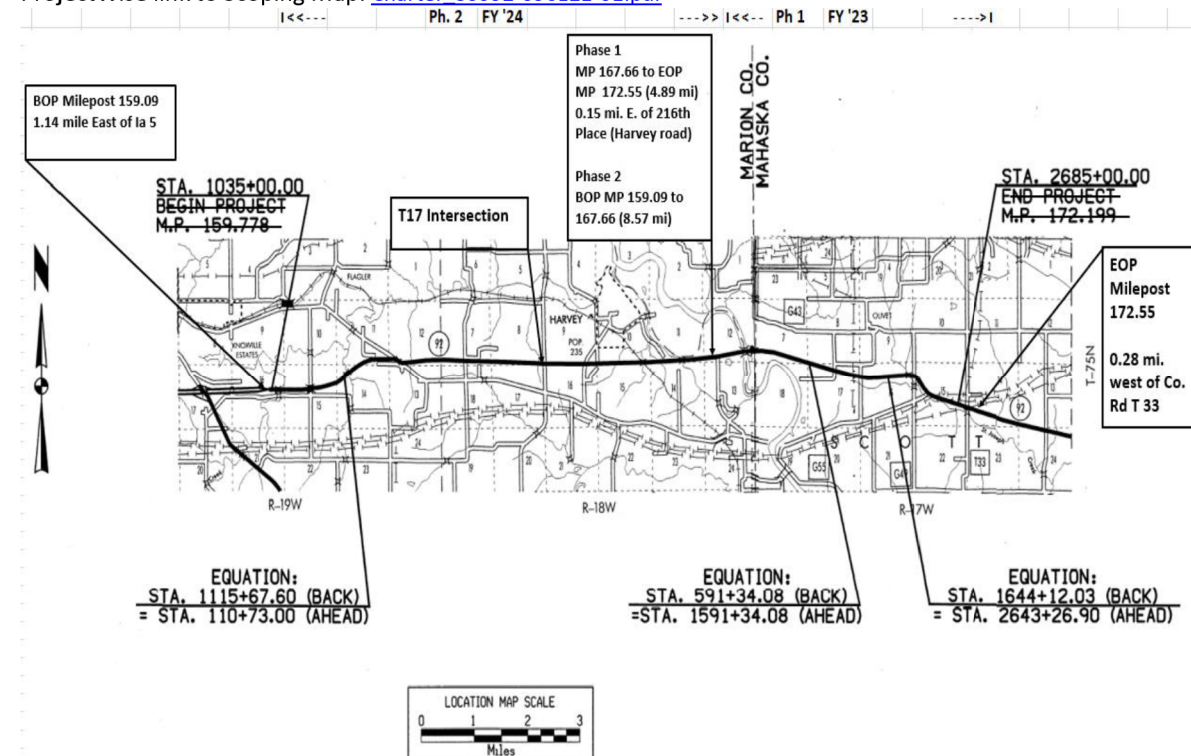 I<<---
Ph. 2 FY '24
--->> I<<-- Ph 1 FY '23 ---->I
BOP Milepost 159.09
1.14 mile East of Ia 5
STA. 1035+00.00
BEGIN PROJECT
M.P. 159.778
T17 Intersection
Phase 1
MP 167.66 to EOP
MP 172.55 (4.89 mi)
0.15 mi. E. of 216th
Place (Harvey road)
Phase 2
BOP MP 159.09 to
167.66 (8.57 mi)
MARION CO.
MAHASKA CO.
STA. 2685+00.00
END PROJECT
M.P. 172.199
EOP
Milepost
172.55
0.28 mi.
west of Co.
Rd T 33
FLAGLER
KNOXVILLE
ESTATES
92
HARVEY
POP.
235
G43
OLIVET
92
S C O T T
G55
G49
T33
T-75N
R-19W
R-18W
R-17W
EQUATION:
STA. 1115+67.60 (BACK)
= STA. 110+73.00 (AHEAD)
EQUATION:
STA. 591+34.08 (BACK)
=STA. 1591+34.08 (AHEAD)
EQUATION:
STA. 1644+12.03 (BACK)
= STA. 2643+26.90 (AHEAD)
LOCATION MAP SCALE
0 1 2 3
Miles